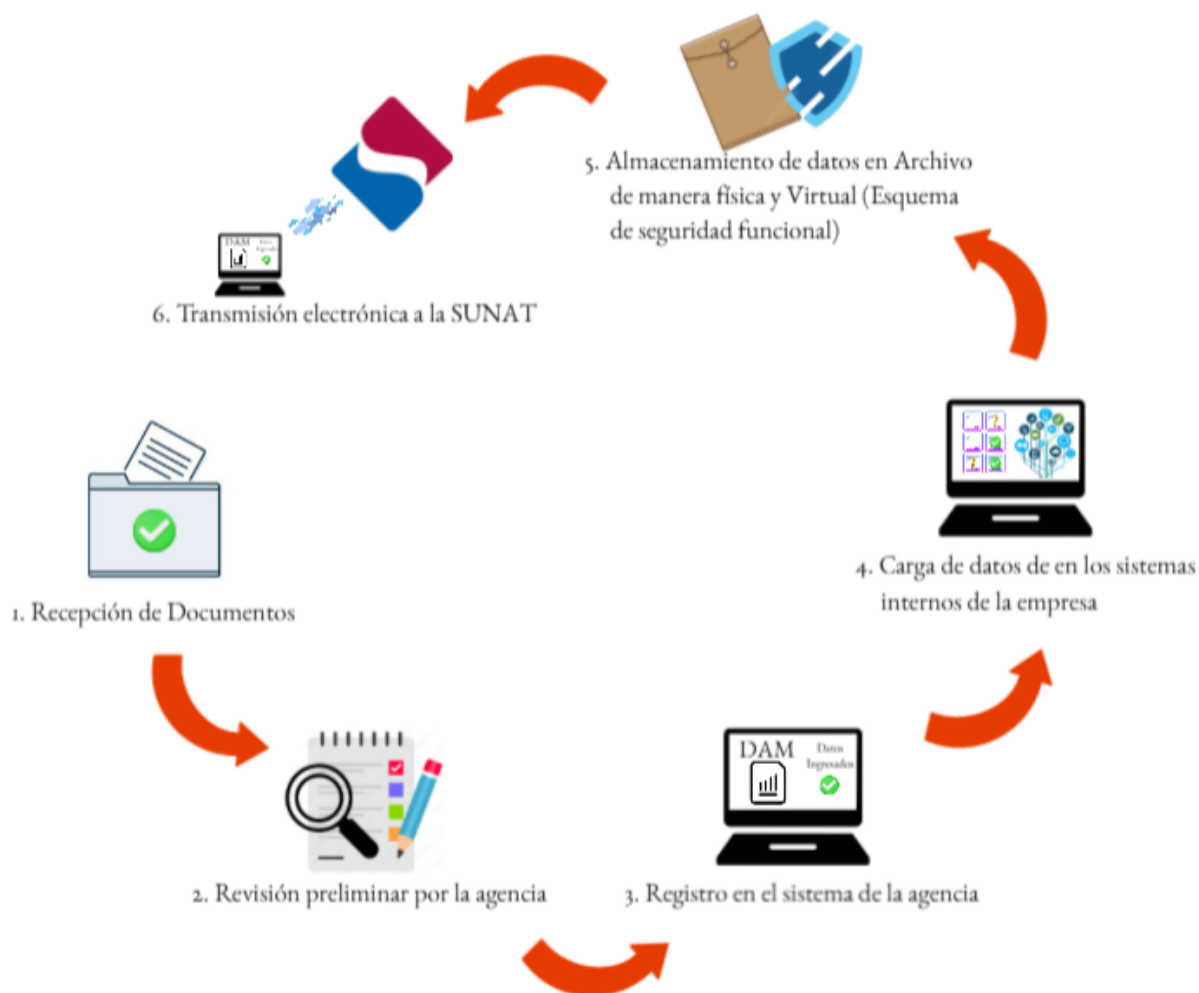 1. Recepción de Documentos
2. Revisión preliminar por la agencia
DAM
Datos
Ingresados
3. Registro en el sistema de la agencia
4. Carga de datos de en los sistemas
internos de la empresa
5. Almacenamiento de datos en Archivo
de manera física y Virtual (Esquema
de seguridad funcional)
DAM
6. Transmisión electrónica a la SUNAT